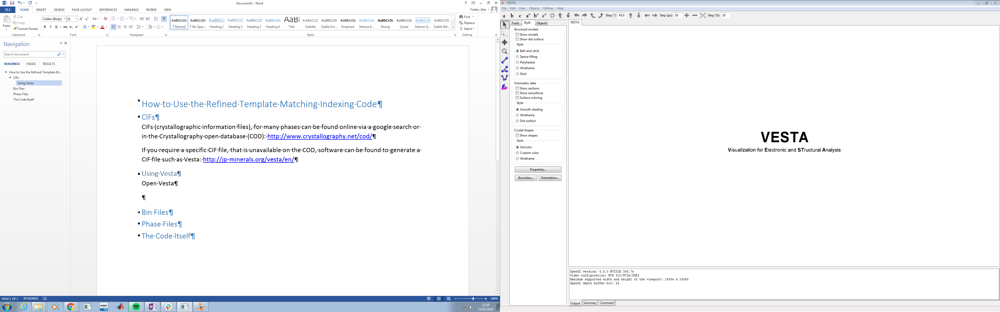 Document1 - Word
FILE HOME INSERT DESIGN PAGE LAYOUT REFERENCES MAILINGS REVIEW VIEW
Foden, Alex
Paste
Cut
Copy
Format Painter
Clipboard
Calibri (Body) 11
Font
Paragraph
AaBbCcDc AaBbCcDc AaBbCc AaBbCcD AaBbCcD AaBbCcDd AaBl AaBbCcD AaBbCcDc AaBbCcDc AaBbCcDc AaBbCcDc AaBbCcDc AaBbCcDc AaBbCcDc
¶ Normal ¶ No Spac... Heading 1 Heading 2 Heading 3 Heading 4 Title Subtitle Subtle Em... Emphasis Intense E... Strong Quote Intense Q... Subtle Ref...
Styles
Find
Replace
Select
Editing
Navigation
Search document
HEADINGS PAGES RESULTS
How to Use the Refined Template M...
CIFs
Using Vesta
Bin Files
Phase Files
The Code Itself
How·to·Use·the·Refined·Template·Matching·Indexing·Code¶
CIFs¶
CIFs·(crystallographic·information·files),·for·many·phases·can·be·found·online·via·a·google·search·or·
in·the·Crystallography·open·database·(COD):·http://www.crystallography.net/cod/¶
If·you·require·a·specific·CIF·file,·that·is·unavailable·on·the·COD,·software·can·be·found·to·generate·a·
CIF·file·such·as·Vesta:·http://jp-minerals.org/vesta/en/¶
Using·Vesta¶
Open·Vesta¶
¶
Bin·Files¶
Phase·Files¶
The·Code·Itself¶
PAGE 1 OF 1 70 WORDS
180%
12:49
23/05/2019
VESTA
File Edit View Objects Utilities Help
a b c a* b* c* Step (°): 45.0 Step (px): 10 Step (%): 10
Tools Style Objects
Structural models
Show models
Show dot surface
Style
Ball-and-stick
Space-filling
Polyhedral
Wireframe
Stick
Volumetric data
Show sections
Show isosurfaces
Surface coloring
Style
Smooth shading
Wireframe
Dot surface
Crystal shapes
Show shapes
Style
Unicolor
Custom color
Wireframe
Properties...
Boundary... Orientation...
VESTA
VESTA
Visualization for Electronic and STructural Analysis
OpenGL version: 4.5.0 NVIDIA 354.74
Video configuration: NVS 310/PCIe/SSE2
Maximum supported width and height of the viewport: 16384 x 16384
OpenGL depth buffer bit: 24
Output Summary Comment